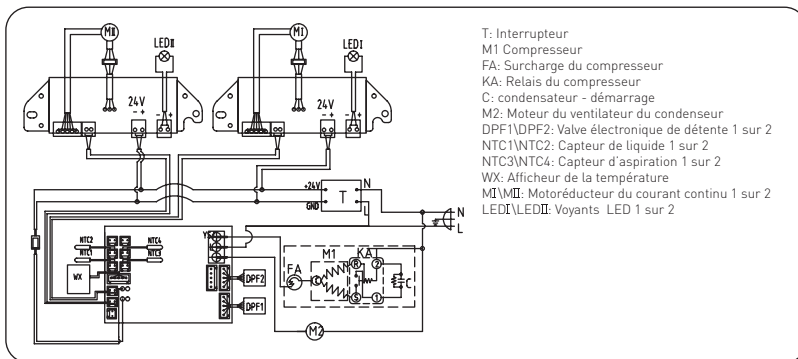 MII
LEDII
MI
LEDI
24V
- +
- +
24V
- +
- +
+24V
GND
T
N
L
N
L
NTC2
NTC4
NTC1
NTC3
WX
DPF2
DPF1
FA
M1
KA1
C
R
S
2
1
C
M2
T: Interrupteur
M1 Compresseur
FA: Surcharge du compresseur
KA: Relais du compresseur
C: condensateur - démarrage
M2: Moteur du ventilateur du condenseur
DPF1\DPF2: Valve électronique de détente 1 sur 2
NTC1\NTC2: Capteur de liquide 1 sur 2
NTC3\NTC4: Capteur d'aspiration 1 sur 2
WX: Afficheur de la température
MI\MII: Motoréducteur du courant continu 1 sur 2
LEDI\LEDII: Voyants LED 1 sur 2